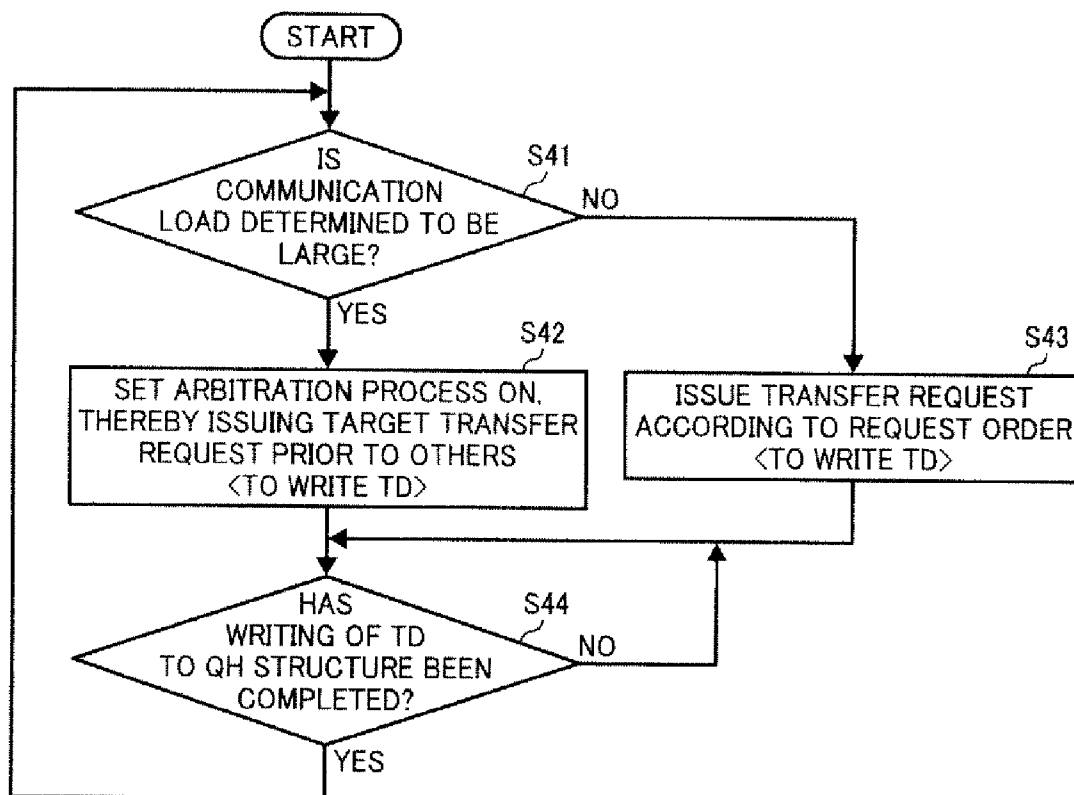 START
S41
IS
COMMUNICATION
LOAD DETERMINED TO BE
LARGE?
NO
YES
S42
SET ARBITRATION PROCESS ON,
THEREBY ISSUING TARGET TRANSFER
REQUEST PRIOR TO OTHERS
<TO WRITE TD>
S43
ISSUE TRANSFER REQUEST
ACCORDING TO REQUEST ORDER
<TO WRITE TD>
S44
HAS
WRITING OF TD
TO QH STRUCTURE BEEN
COMPLETED?
NO
YES